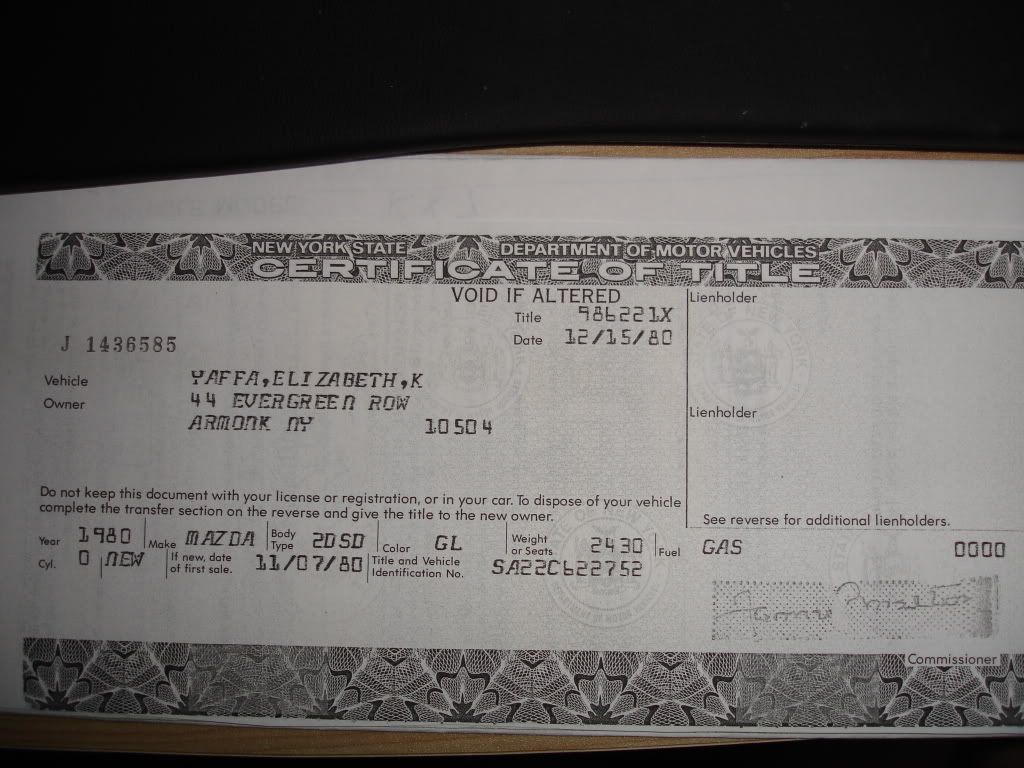 NEW YORK STATE DEPARTMENT OF MOTOR VEHICLES
CERTIFICATE OF TITLE
VOID IF ALTERED
Title 986221X
Date 12/15/80
J 1436585
Vehicle Owner
YAFFA,ELIZABETH,K
44 EVERGREEN ROW
ARMONK NY 10504
Lienholder
Lienholder
See reverse for additional lienholders.
Do not keep this document with your license or registration, or in your car. To dispose of your vehicle
complete the transfer section on the reverse and give the title to the new owner.
Year 1980 Make MAZDA Body Type 2DSD Color GL Weight or Seats 2430 Fuel GAS 0000
Cyl. 0 NEW If new, date of first sale. 11/07/80 Title and Vehicle Identification No. SA22C622752
Commissioner